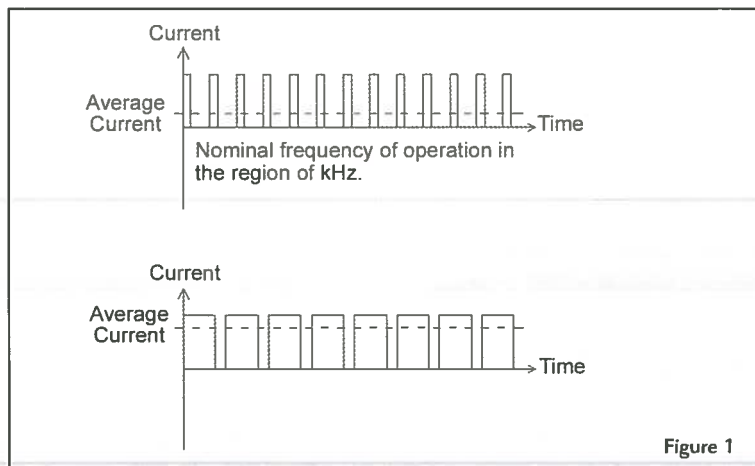 Current
Average
Current
Time
Nominal frequency of operation in
the region of kHz.
Current
Average
Current
Time
Figure 1